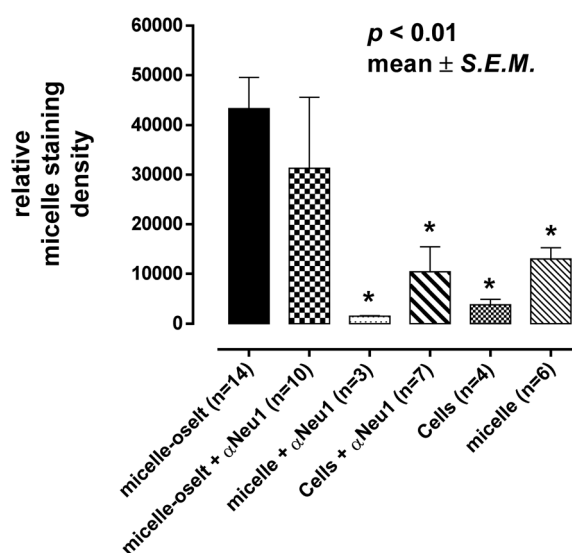 p < 0.01
mean ± S.E.M.
relative
micelle staining
density
60000
50000
40000
30000
20000
10000
0
*
*
*
*
micelle-oselt (n=14)
micelle-oselt + αNeu1 (n=10)
micelle + αNeu1 (n=3)
Cells + αNeu1 (n=7)
Cells (n=4)
micelle (n=6)